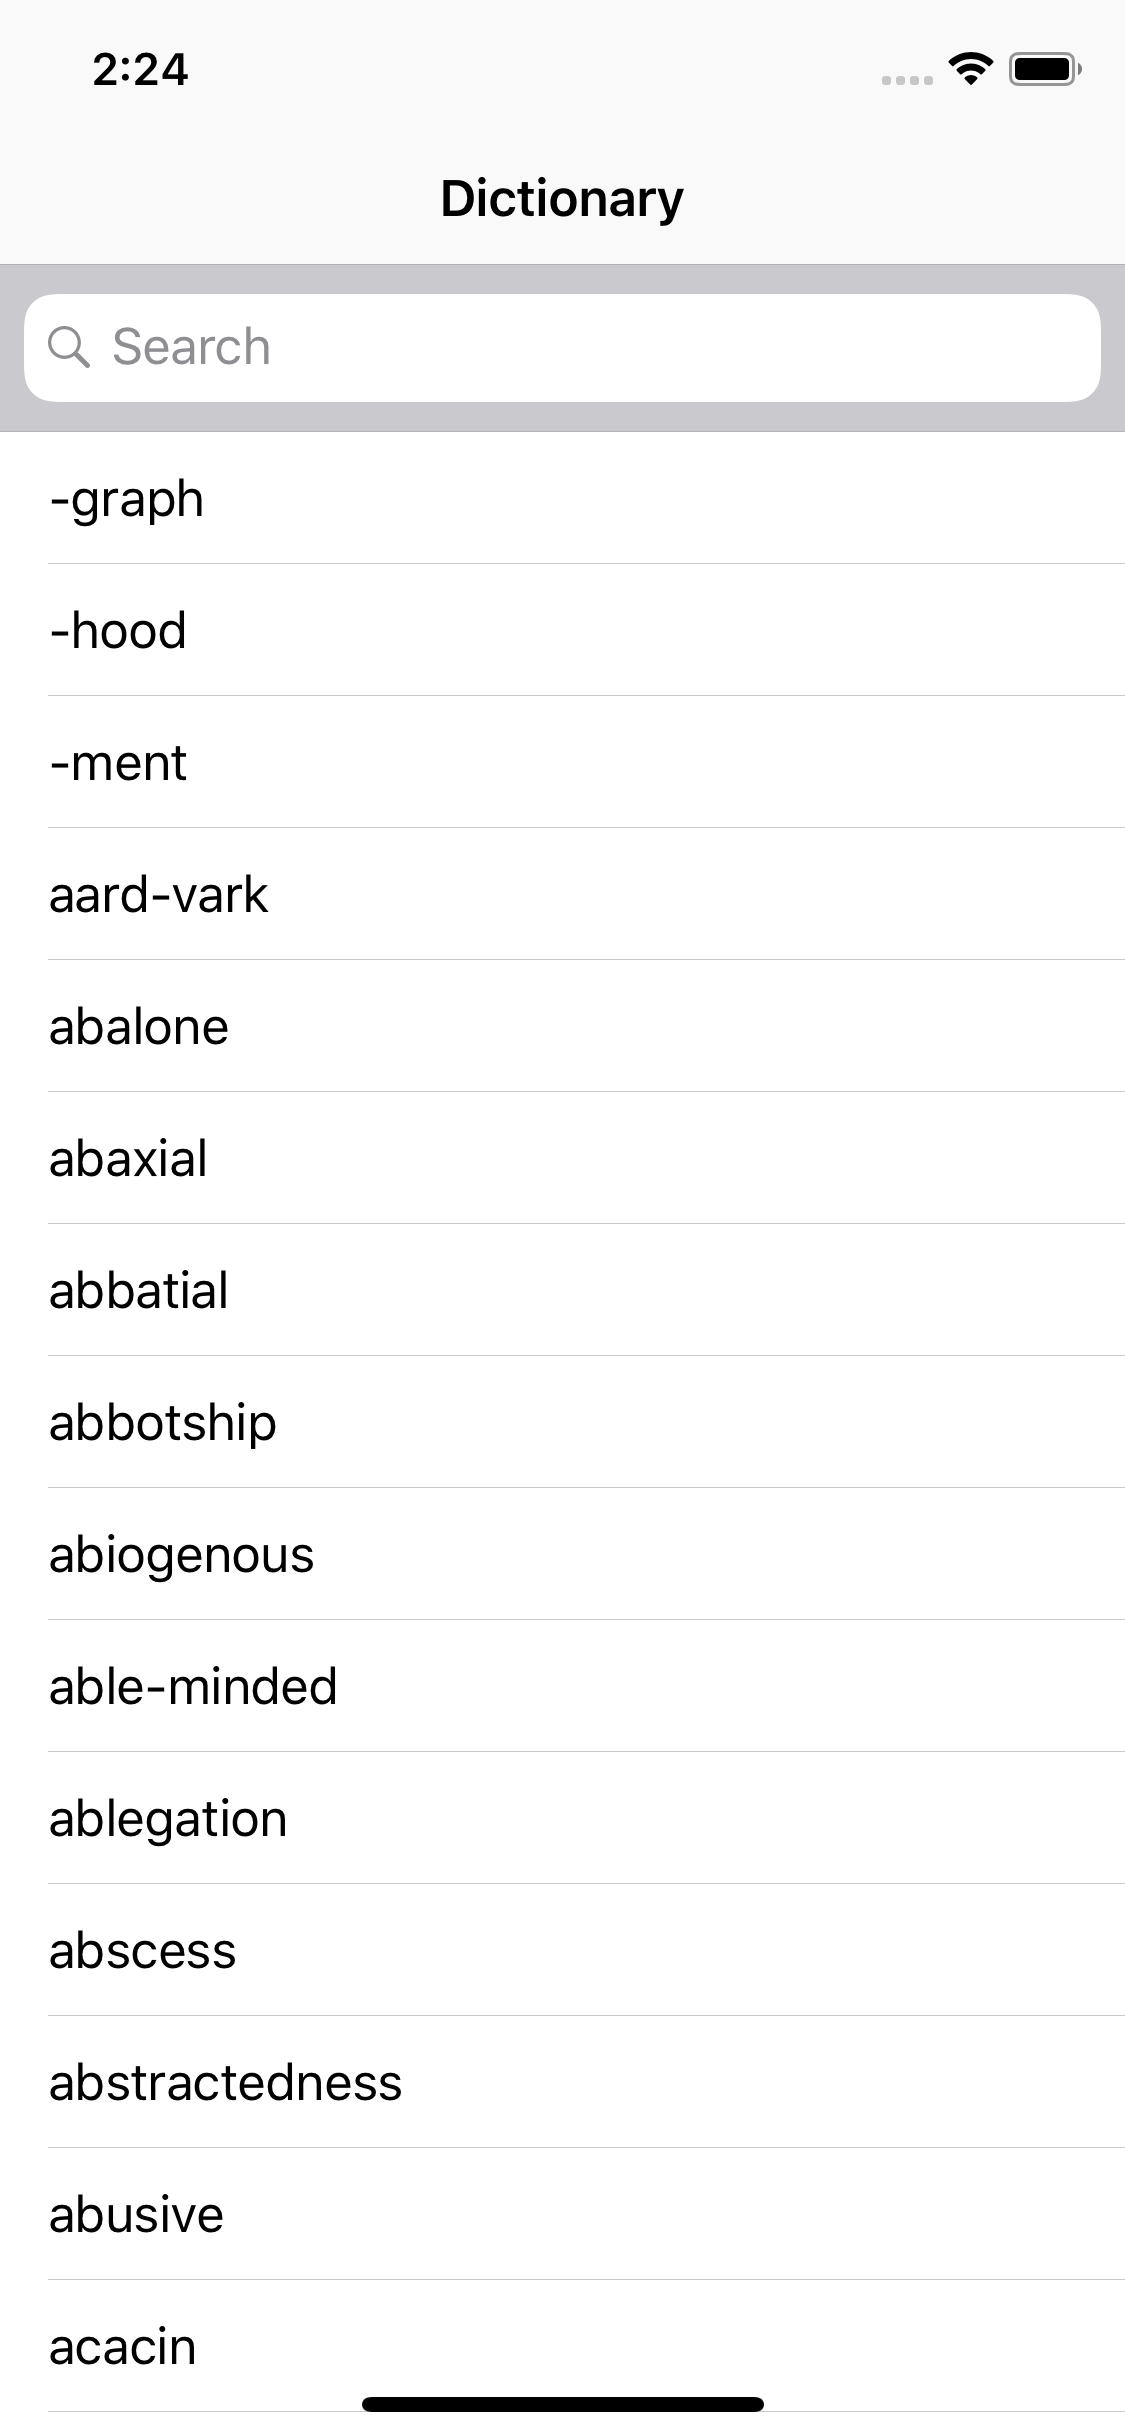 2:24
Dictionary
Search
-graph
-hood
-ment
aard-vark
abalone
abaxial
abbatial
abbotship
abiogenous
able-minded
ablegation
abscess
abstractedness
abusive
acacin